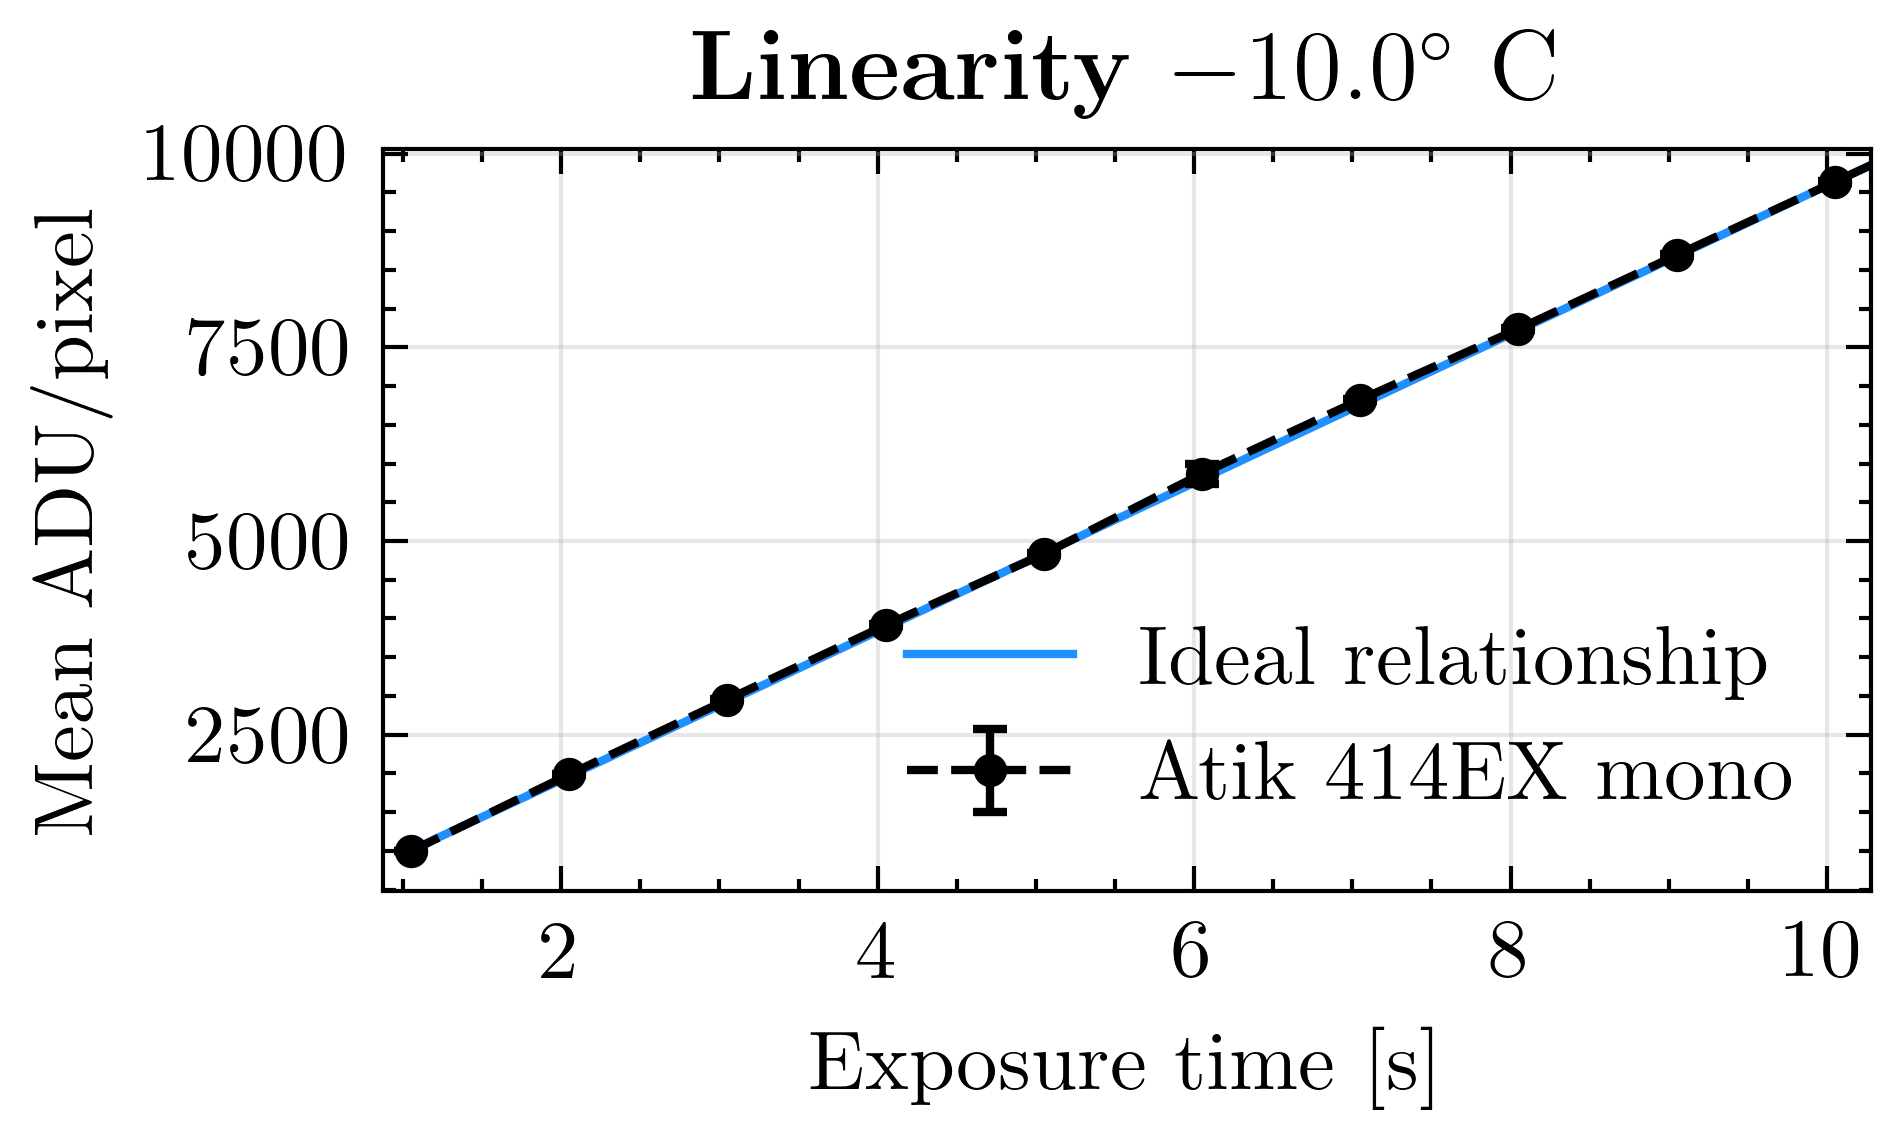 Linearity −10.0° C
10000
7500
5000
2500
Mean ADU/pixel
Ideal relationship
Atik 414EX mono
2 4 6 8 10
Exposure time [s]